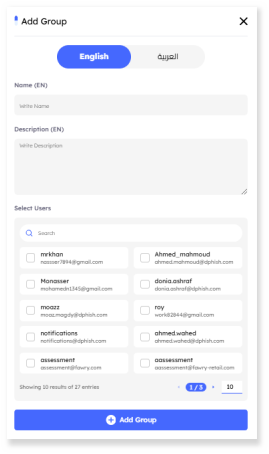 Add Group
English
العربية
Name (EN)
Write Name
Description (EN)
Write Description
Select Users
Search
mrkhan
nasser7894@gmail.com
Ahmed_mahmoud
ahmed.mahmoud@dphish.com
Monasser
mohamedn1345@gmail.com
donia.ashraf
donia.ashraf@dphish.com
moazz
moaz.magdy@dphish.com
roy
work82844@gmail.com
notifications
notifications@dphish.com
ahmed.wahed
ahmed.wahed@dphish.com
assessment
assessment@fawry.com
aassessment
aassessment@fawry-retail.com
Showing 10 results of 27 entries
1 / 3
10
Add Group